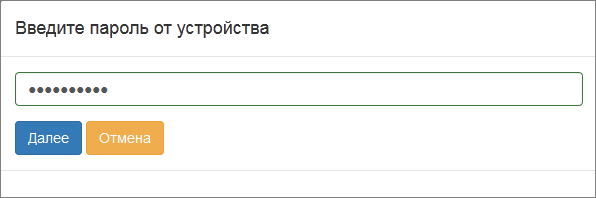 Введите пароль от устройства
••••••••••
Далее Отмена